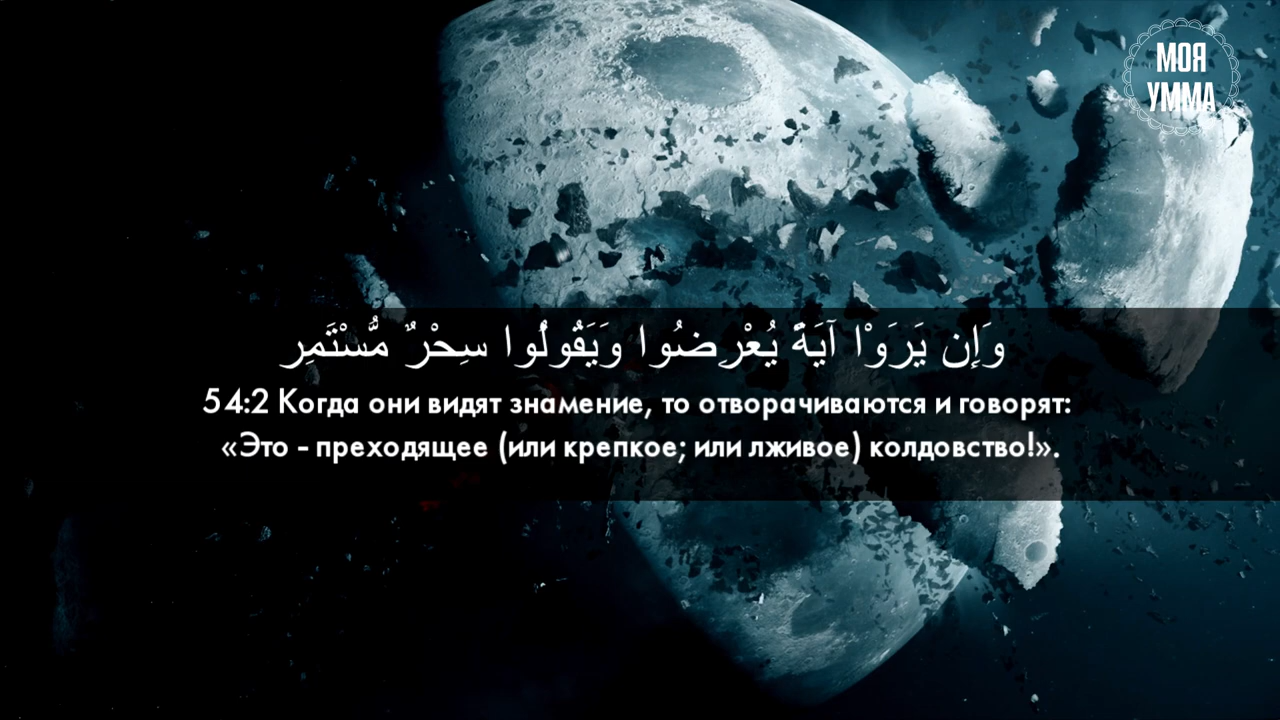 МОЯ
УММА
وَإِن يَرَوْا آيَةً يُعْرِضُوا وَيَقُولُوا سِحْرٌ مُّسْتَمِر
54:2 Когда они видят знамение, то отворачиваются и говорят:
«Это - преходящее (или крепкое; или лживое) колдовство!».